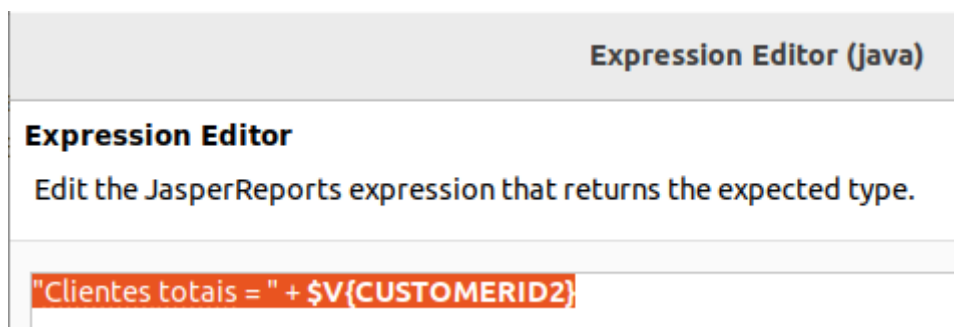 Expression Editor (java)
Expression Editor
Edit the JasperReports expression that returns the expected type.
"Clientes totais = " + $V{CUSTOMERID2}